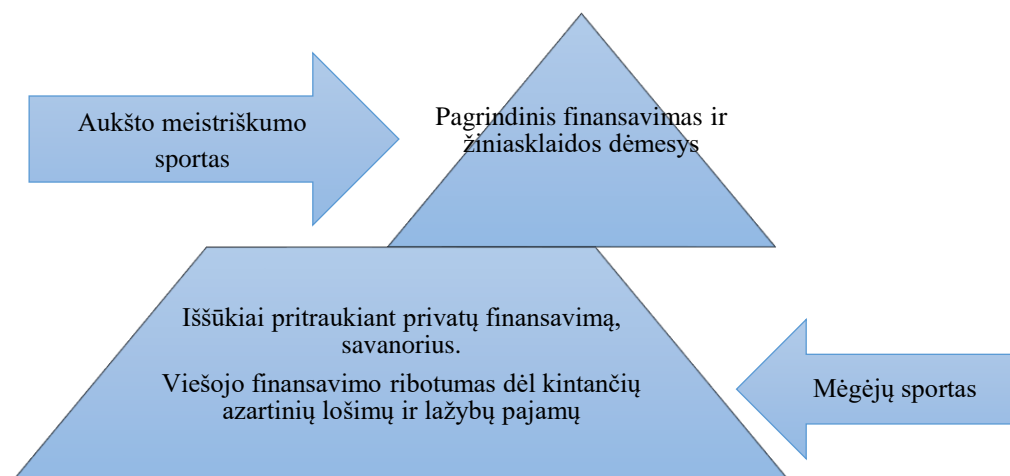 Aukšto meistriškumo
sportas
Pagrindinis finansavimas ir
žiniasklaidos dėmesys
Iššūkiai pritraukiant privatų finansavimą,
savanorius.
Viešojo finansavimo ribotumas dėl kintančių
azartinių lošimų ir lažybų pajamų
Mėgėjų sportas